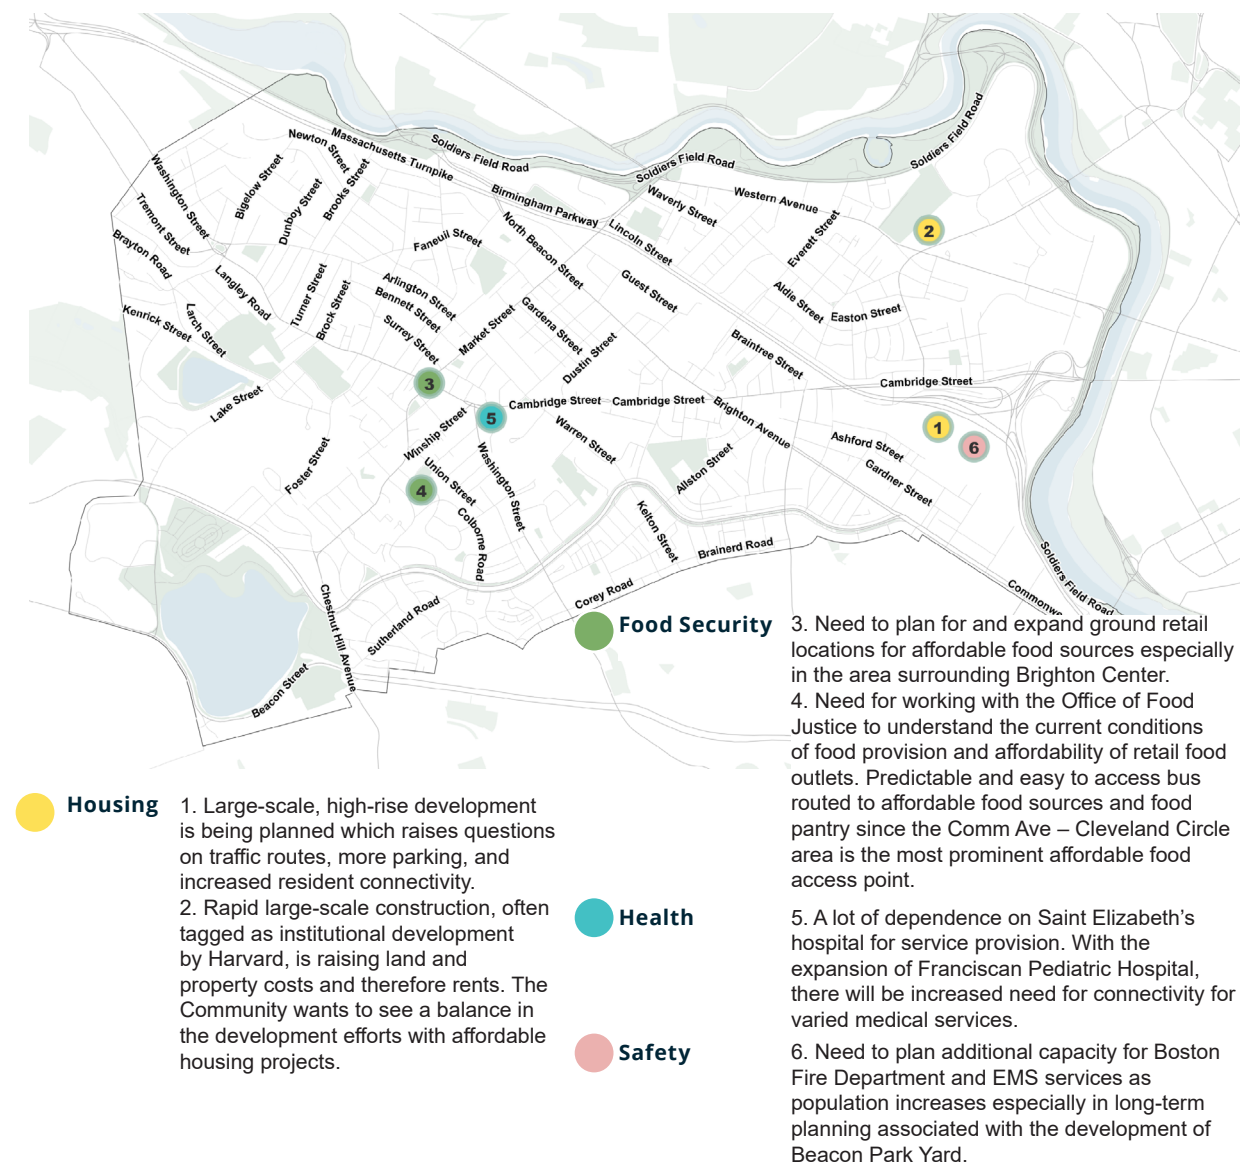 Soldiers Field Road
Newton Street
Massachusetts Turnpike
Soldiers Field Road
Soldiers Field Road
Washington Street
Bigelow Street
Dunboy Street
Brooks Street
Birmingham Parkway
Waverly Street
Western Avenue
Tremont Street
Everett Street
2
Brayton Road
Faneuil Street
North Beacon Street
Lincoln Street
Langley Road
Turner Street
Brock Street
Arlington Street
Bennett Street
Surrey Street
Market Street
Gardena Street
Guest Street
Aldie Street
Easton Street
Kenrick Street
Larch Street
Dustin Street
Braintree Street
3
Lake Street
5
Cambridge Street
Cambridge Street
Cambridge Street
Winship Street
Warren Street
Brighton Avenue
1
6
Foster Street
4
Union Street
Washington Street
Allston Street
Ashford Street
Gardner Street
Colborne Road
Kelton Street
Brainerd Road
Soldiers Field Road
Chestnut Hill Avenue
Sutherland Road
Corey Road
Commonwe
Beacon Street
Food Security
3. Need to plan for and expand ground retail
locations for affordable food sources especially
in the area surrounding Brighton Center.
4. Need for working with the Office of Food
Justice to understand the current conditions
of food provision and affordability of retail food
outlets. Predictable and easy to access bus
routed to affordable food sources and food
pantry since the Comm Ave – Cleveland Circle
area is the most prominent affordable food
access point.
Housing
1. Large-scale, high-rise development
is being planned which raises questions
on traffic routes, more parking, and
increased resident connectivity.
2. Rapid large-scale construction, often
tagged as institutional development
by Harvard, is raising land and
property costs and therefore rents. The
Community wants to see a balance in
the development efforts with affordable
housing projects.
Health
5. A lot of dependence on Saint Elizabeth’s
hospital for service provision. With the
expansion of Franciscan Pediatric Hospital,
there will be increased need for connectivity for
varied medical services.
Safety
6. Need to plan additional capacity for Boston
Fire Department and EMS services as
population increases especially in long-term
planning associated with the development of
Beacon Park Yard.